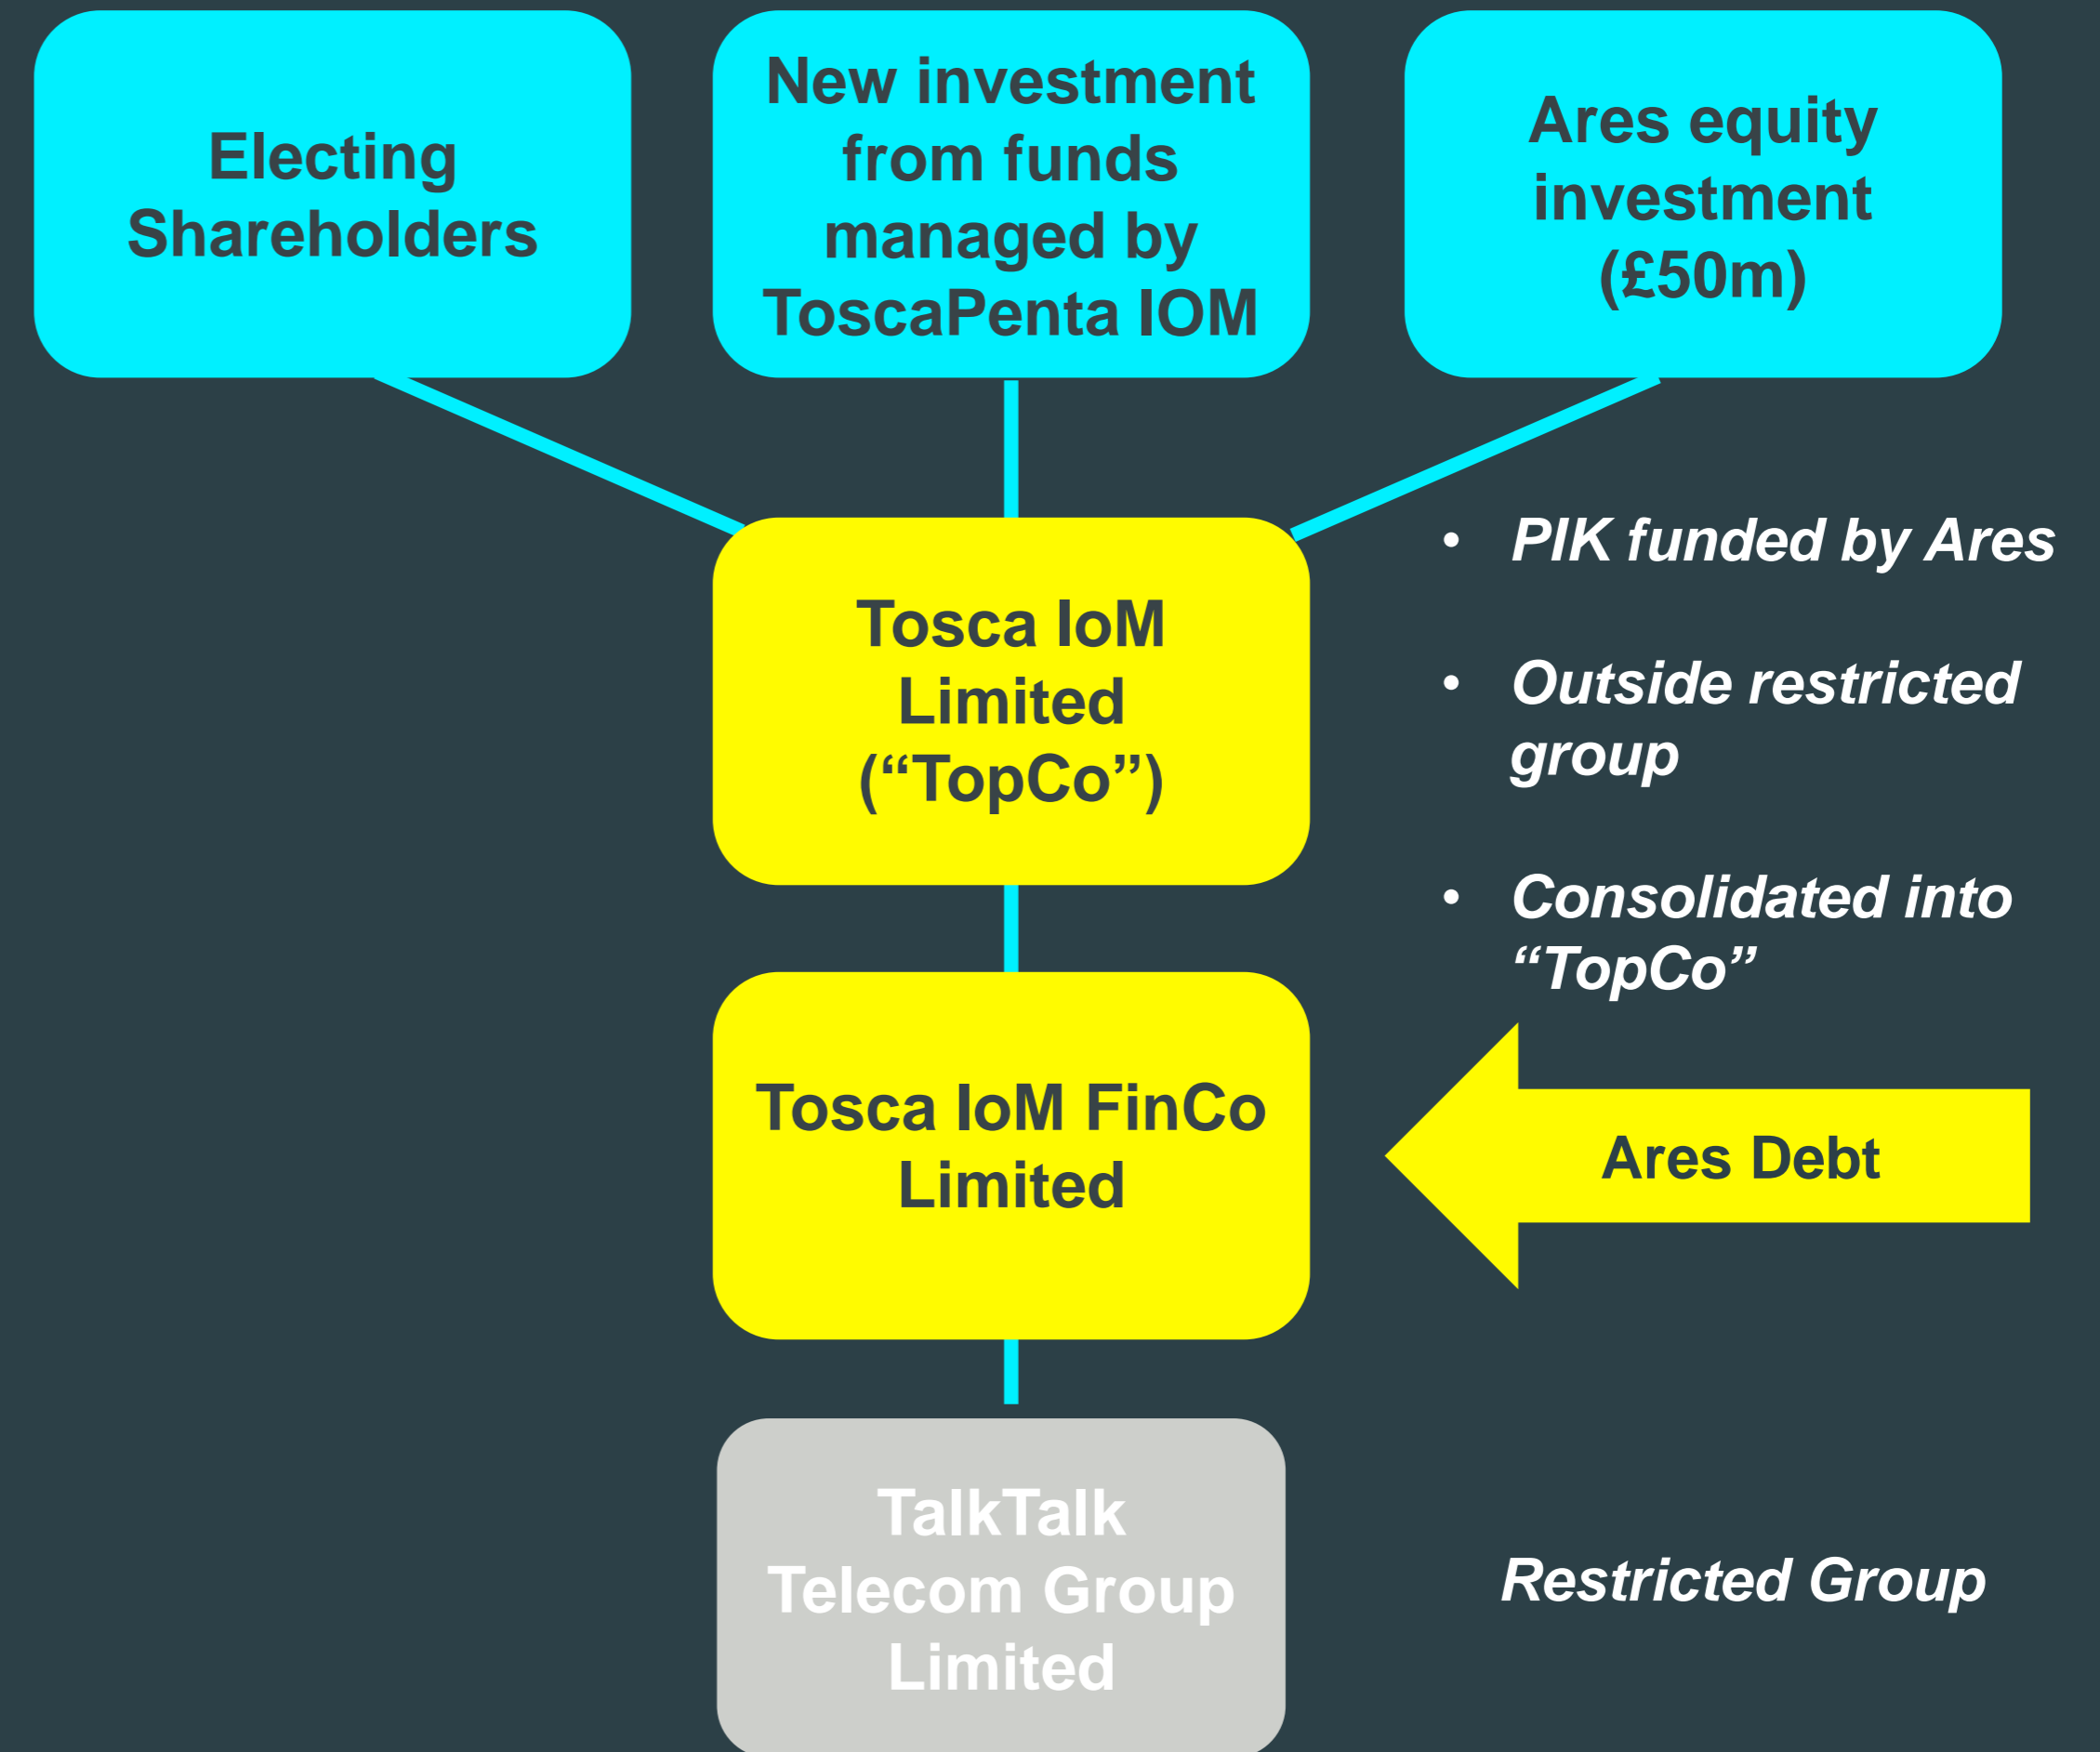 Electing
Shareholders
New investment
from funds
managed by
ToscaPenta IOM
Ares equity
investment
(£50m)
Tosca IoM
Limited
(“TopCo”)
• PIK funded by Ares
• Outside restricted
group
• Consolidated into
“TopCo”
Tosca IoM FinCo
Limited
Ares Debt
TalkTalk
Telecom Group
Limited
Restricted Group